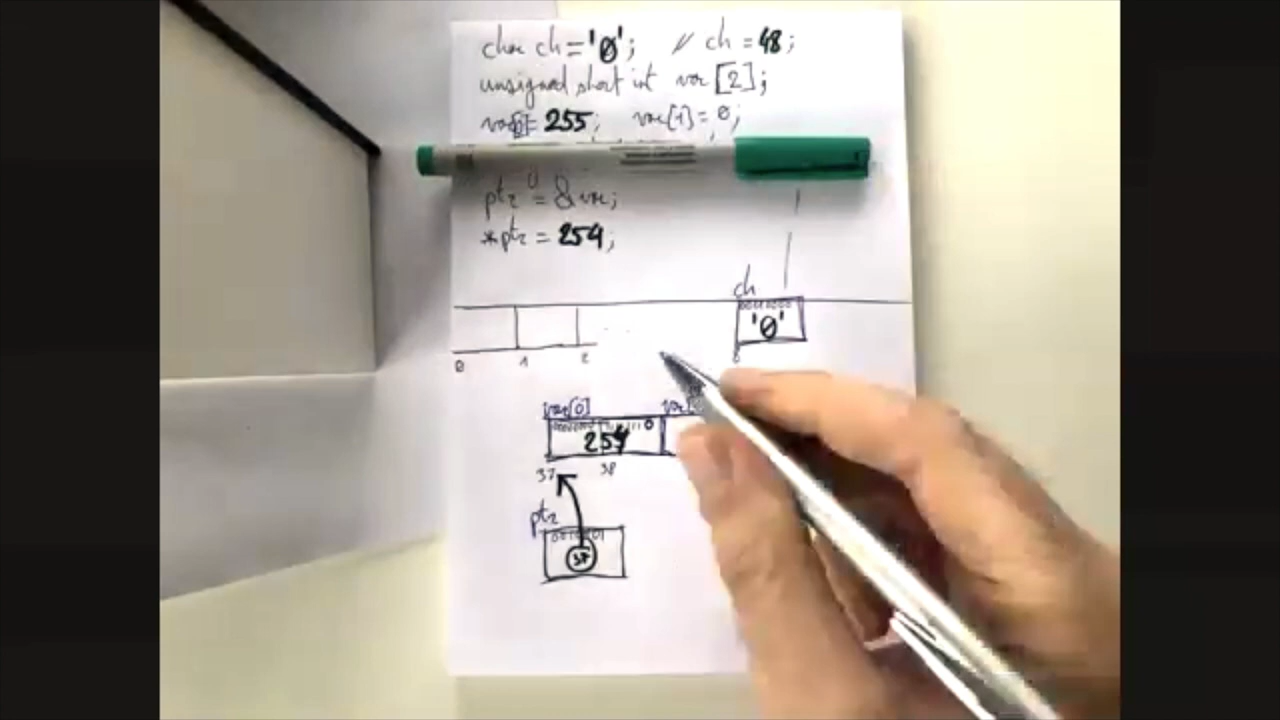 char ch = '0'; // ch = 48;
unsigned short int var [2];
var[0] = 255; var[1] = 0;
ptr = &var;
*ptr = 254;
ch
'0'
0 1 2
var[0]
254
37 38
ptr
37